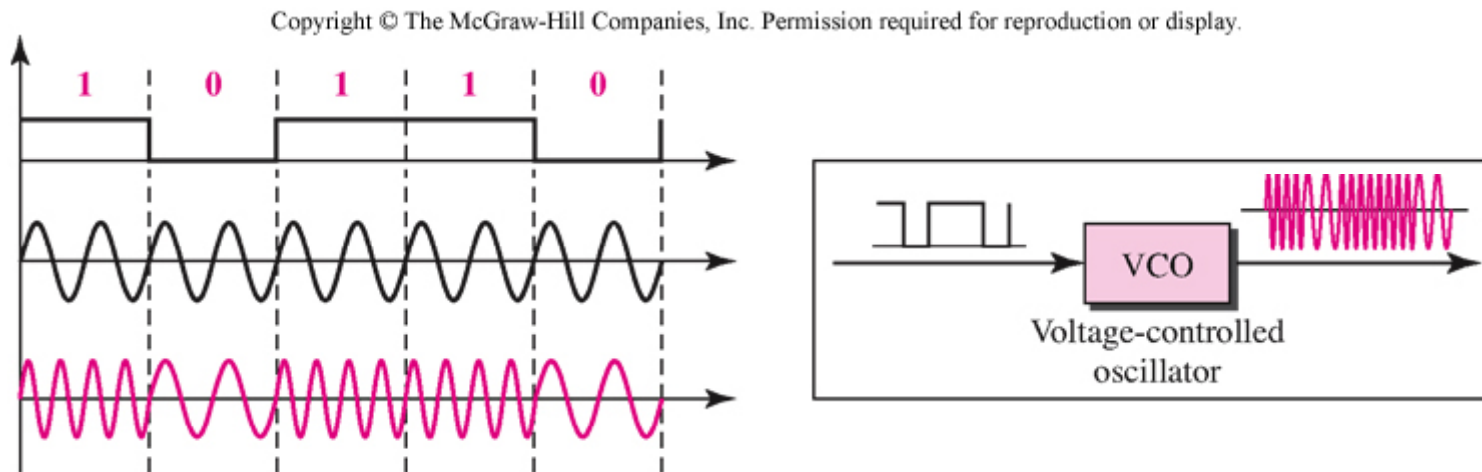 Copyright © The McGraw-Hill Companies, Inc. Permission required for reproduction or display.
1 0 1 1 0
VCO
Voltage-controlled
oscillator